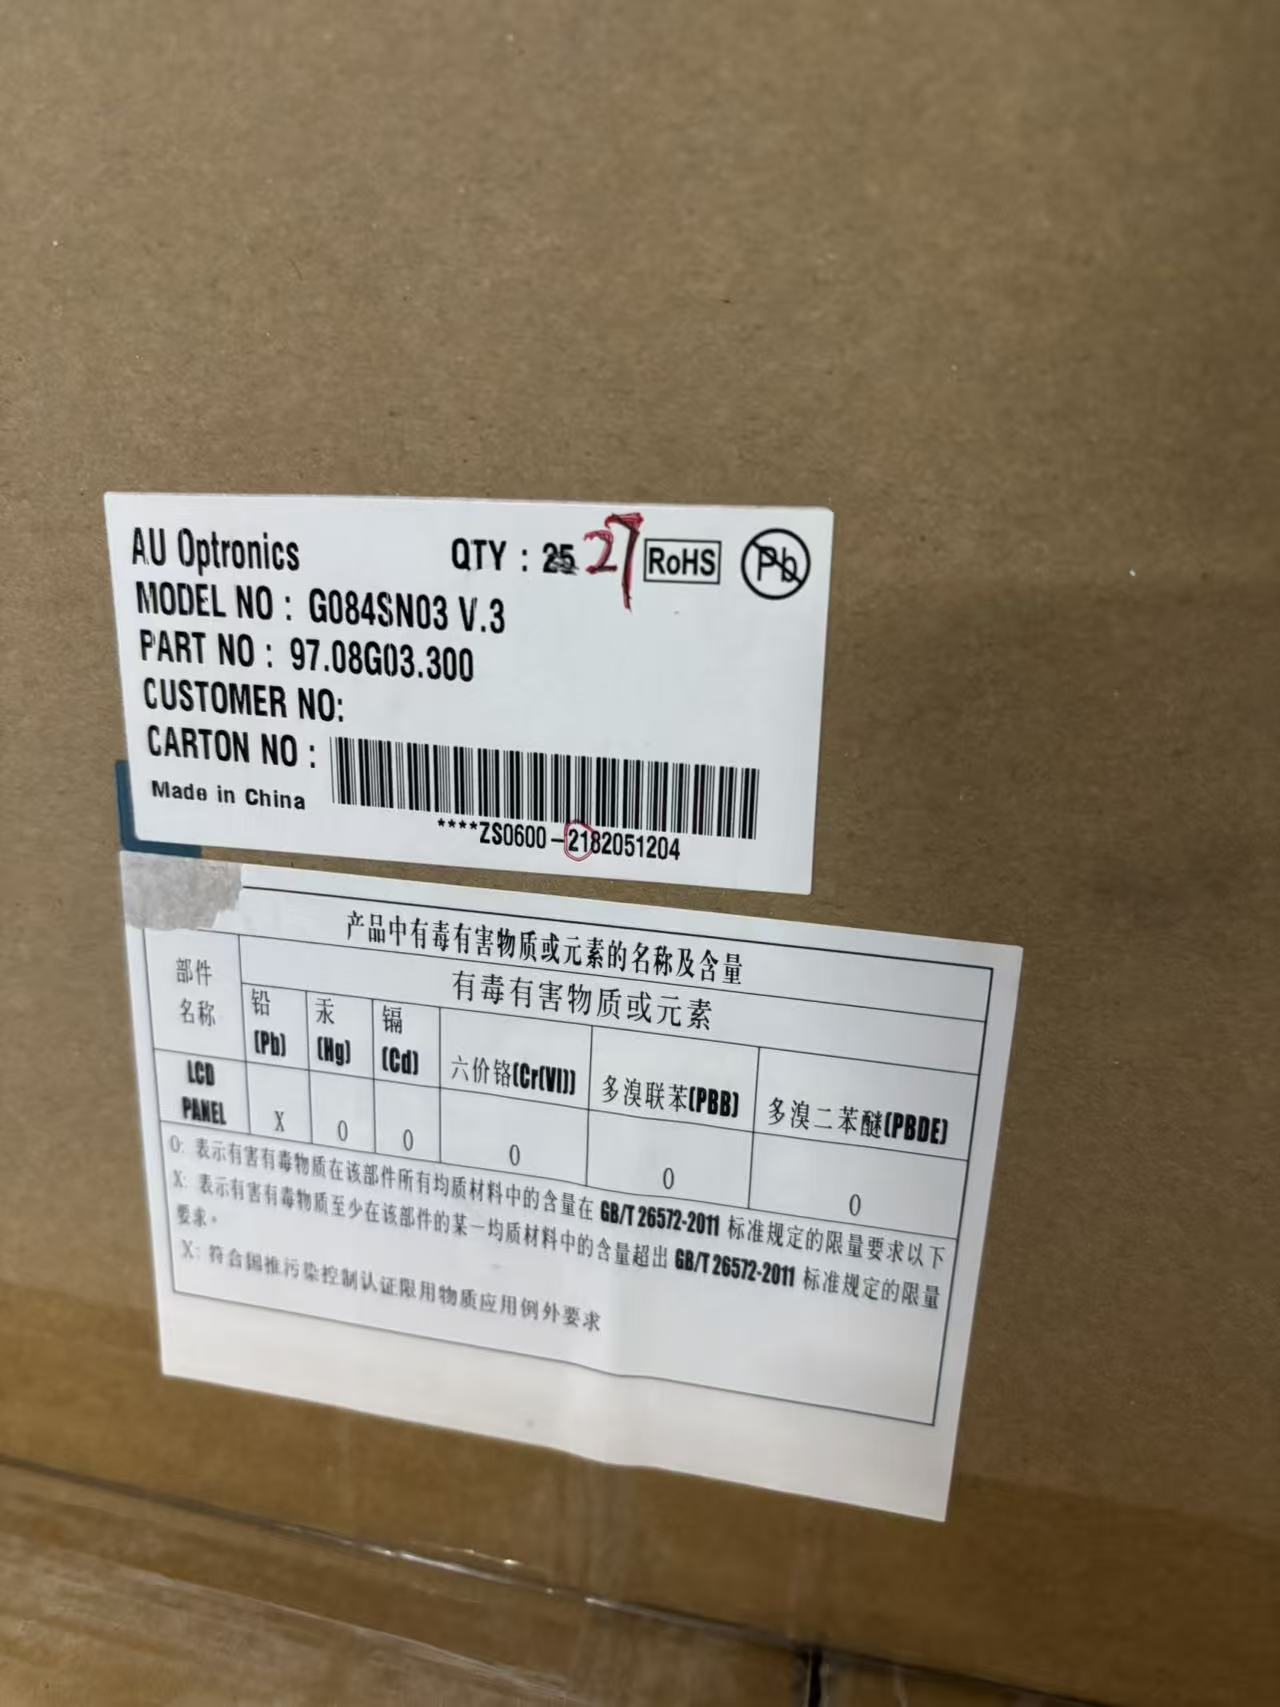 AU Optronics QTY : 25 27 RoHS Pb
MODEL NO : G084SN03 V.3
PART NO : 97.08G03.300
CUSTOMER NO:
CARTON NO :
Made in China
****ZS0600-2182051204
产品中有毒有害物质或元素的名称及含量
部件名称
有毒有害物质或元素
铅(Pb) 汞(Hg) 镉(Cd) 六价铬(Cr(VI)) 多溴联苯(PBB) 多溴二苯醚(PBDE)
LCD PANEL X O O O O O
O: 表示有害有毒物质在该部件所有均质材料中的含量在 GB/T 26572-2011 标准规定的限量要求以下
X: 表示有害有毒物质至少在该部件的某一均质材料中的含量超出 GB/T 26572-2011 标准规定的限量
要求。
X: 符合国推污染控制认证限用物质应用例外要求